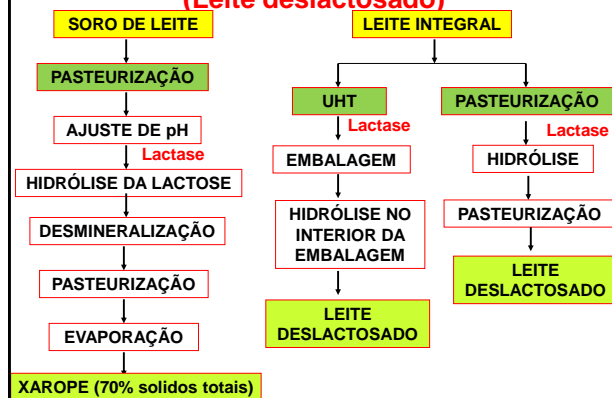 (Leite deslactosado)
SORO DE LEITE
PASTEURIZAÇÃO
AJUSTE DE pH
Lactase
HIDRÓLISE DA LACTOSE
DESMINERALIZAÇÃO
PASTEURIZAÇÃO
EVAPORAÇÃO
XAROPE (70% solidos totais)
LEITE INTEGRAL
UHT
Lactase
EMBALAGEM
HIDRÓLISE NO
INTERIOR DA
EMBALAGEM
LEITE
DESLACTOSADO
PASTEURIZAÇÃO
Lactase
HIDRÓLISE
PASTEURIZAÇÃO
LEITE
DESLACTOSADO